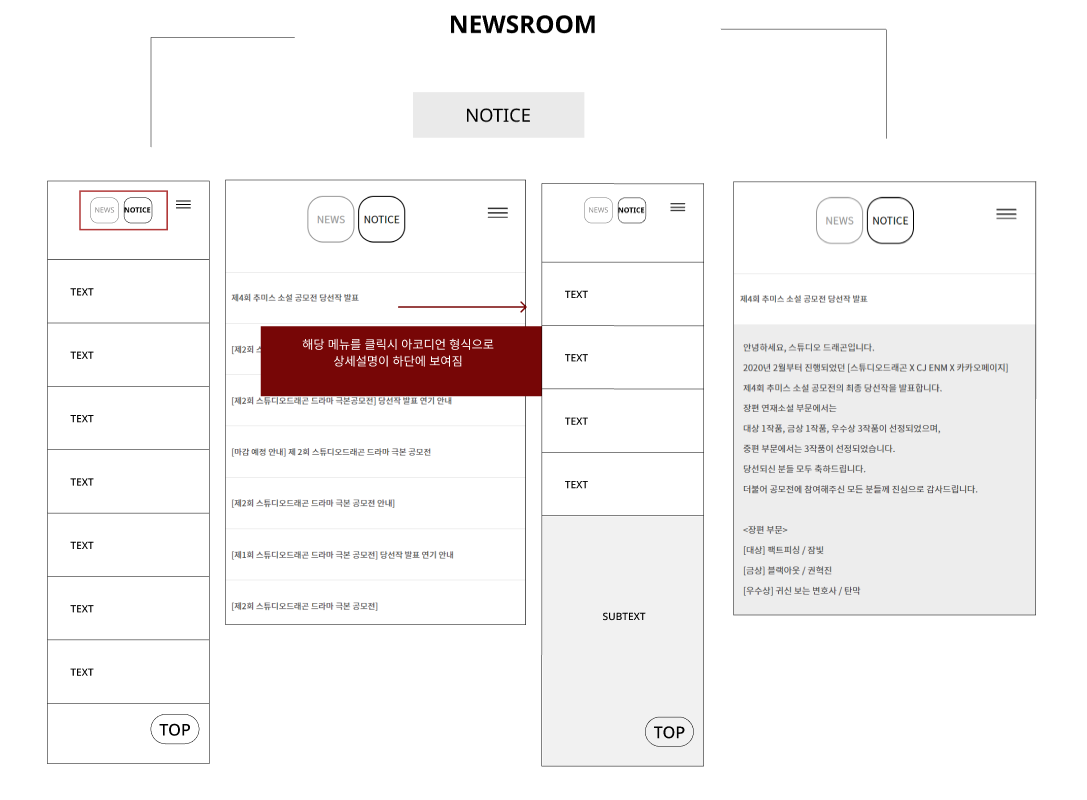 NEWSROOM
NOTICE
NEWS NOTICE
TEXT
TEXT
TEXT
TEXT
TEXT
TEXT
TEXT
TOP
NEWS NOTICE
제4회 추미스 소설 공모전 당선작 발표
[제2회 스
해당 메뉴를 클릭시 아코디언 형식으로
상세설명이 하단에 보여짐
[제2회 스튜디오드래곤 드라마 극본공모전] 당선작 발표 연기 안내
[마감 예정 안내] 제 2회 스튜디오드래곤 드라마 극본 공모전
[제2회 스튜디오드래곤 드라마 극본 공모전 안내]
[제1회 스튜디오드래곤 드라마 극본 공모전] 당선작 발표 연기 안내
[제2회 스튜디오드래곤 드라마 극본 공모전]
NEWS NOTICE
TEXT
TEXT
TEXT
TEXT
SUBTEXT
TOP
NEWS NOTICE
제4회 추미스 소설 공모전 당선작 발표
안녕하세요, 스튜디오 드래곤입니다.
2020년 2월부터 진행되었던 [스튜디오드래곤 X CJ ENM X 카카오페이지]
제4회 추미스 소설 공모전의 최종 당선작을 발표합니다.
장편 연재소설 부문에서는
대상 1작품, 금상 1작품, 우수상 3작품이 선정되었으며,
중편 부문에서는 3작품이 선정되었습니다.
당선되신 분들 모두 축하드립니다.
더불어 공모전에 참여해주신 모든 분들께 진심으로 감사드립니다.
<장편 부문>
[대상] 팩트피싱 / 잠빛
[금상] 블랙아웃 / 권혁진
[우수상] 귀신 보는 변호사 / 탄막